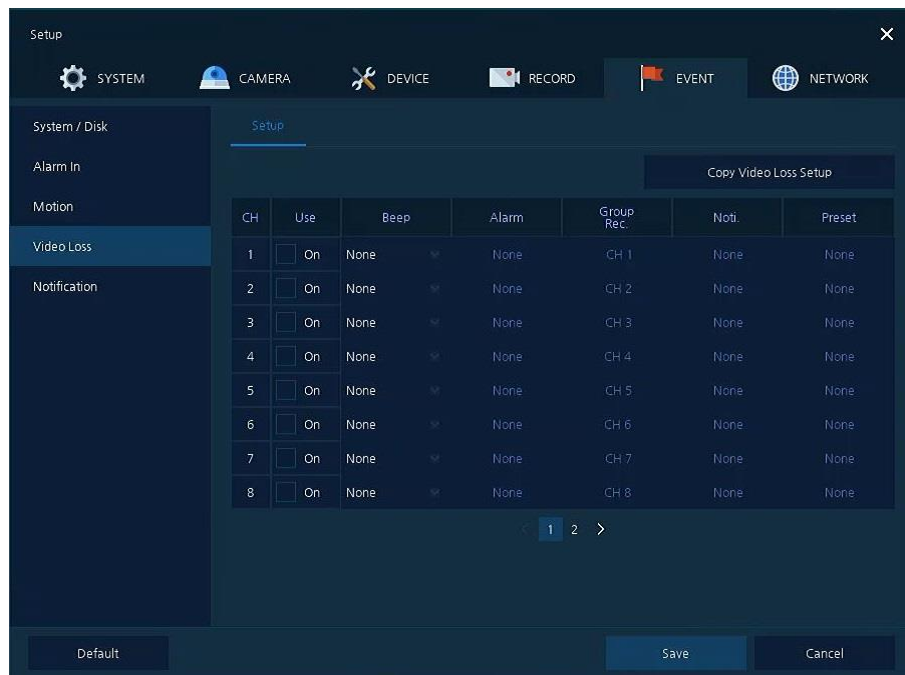 Setup
SYSTEM CAMERA DEVICE RECORD EVENT NETWORK
System / Disk
Alarm In
Motion
Video Loss
Notification
Setup
Copy Video Loss Setup
CH Use Beep Alarm Group Rec. Noti. Preset
1 On None None CH 1 None None
2 On None None CH 2 None None
3 On None None CH 3 None None
4 On None None CH 4 None None
5 On None None CH 5 None None
6 On None None CH 6 None None
7 On None None CH 7 None None
8 On None None CH 8 None None
1 2
Default Save Cancel